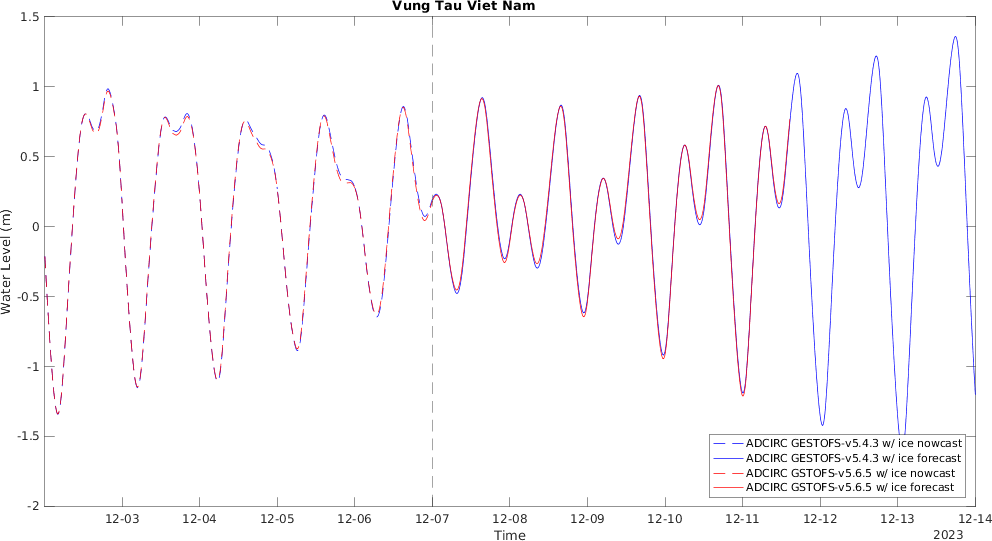 Vung Tau Viet Nam
Water Level (m)
1.5
1
0.5
0
-0.5
-1
-1.5
-2
ADCIRC GESTOFS-v5.4.3 w/ ice nowcast
ADCIRC GESTOFS-v5.4.3 w/ ice forecast
ADCIRC GSTOFS-v5.6.5 w/ ice nowcast
ADCIRC GSTOFS-v5.6.5 w/ ice forecast
12-03 12-04 12-05 12-06 12-07 12-08 12-09 12-10 12-11 12-12 12-13 12-14
Time
2023